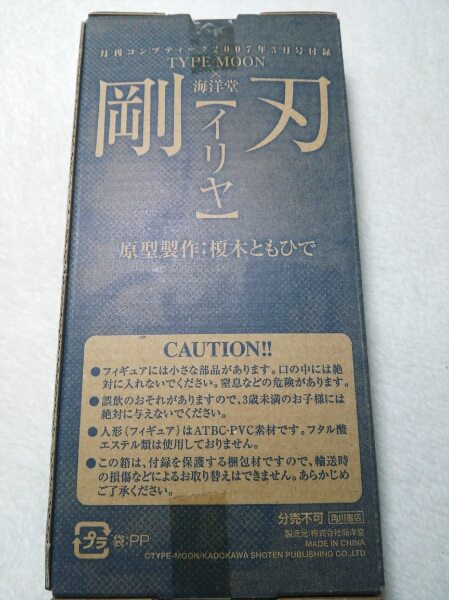 月刊コンプティーク2007年3月号付録
TYPE MOON
×
海洋堂
剛刃
【イリヤ】
原型製作:榎木ともひで
CAUTION!!
●フィギュアには小さな部品があります。口の中には絶
対に入れないでください。窒息などの危険があります。
●誤飲のおそれがありますので、3歳未満のお子様には
絶対に与えないでください。
●人形(フィギュア)はATBC-PVC素材です。フタル酸
エステル類は使用しておりません。
●この箱は、付録を保護する梱包材ですので、輸送時
の損傷などによるお取り替えはできません。あらかじめ
ご了承ください。
プラ 袋:PP
分売不可 角川書店
製造元:株式会社海洋堂
MADE IN CHINA
©TYPE-MOON/KADOKAWA SHOTEN PUBLISHING CO.,LTD